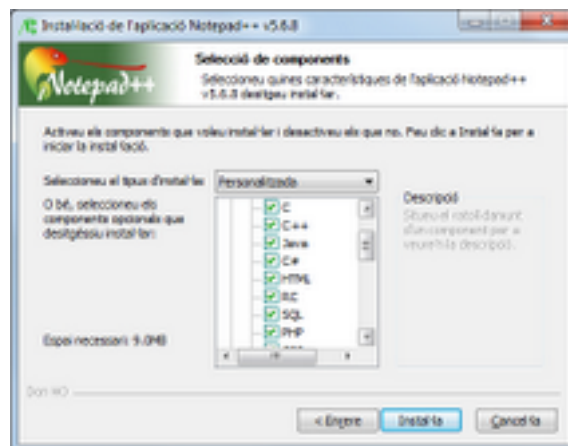 Instal·lació de l'aplicació Notepad++ v5.6.8
Notepad++
Selecció de components
Seleccioneu quines característiques de l'aplicació Notepad++
v5.6.8 desitgeu instal·lar.
Activeu els components que voleu instal·lar i desactiveu els que no. Feu clic a Instal·la per a
iniciar la instal·lació.
Seleccioneu el tipus d'instal·lar
Personalitzada
O bé, seleccioneu els
components opcionals que
desitgéssiu instal·lar:
C
C++
Java
C#
HTML
RC
SQL
PHP
Descripció
Situeu el ratolí damunt
d'un component per a
veure'n la descripció.
Espai necessari: 9.0MB
Don HO
< Enrere
Instal·la
Cancel·la